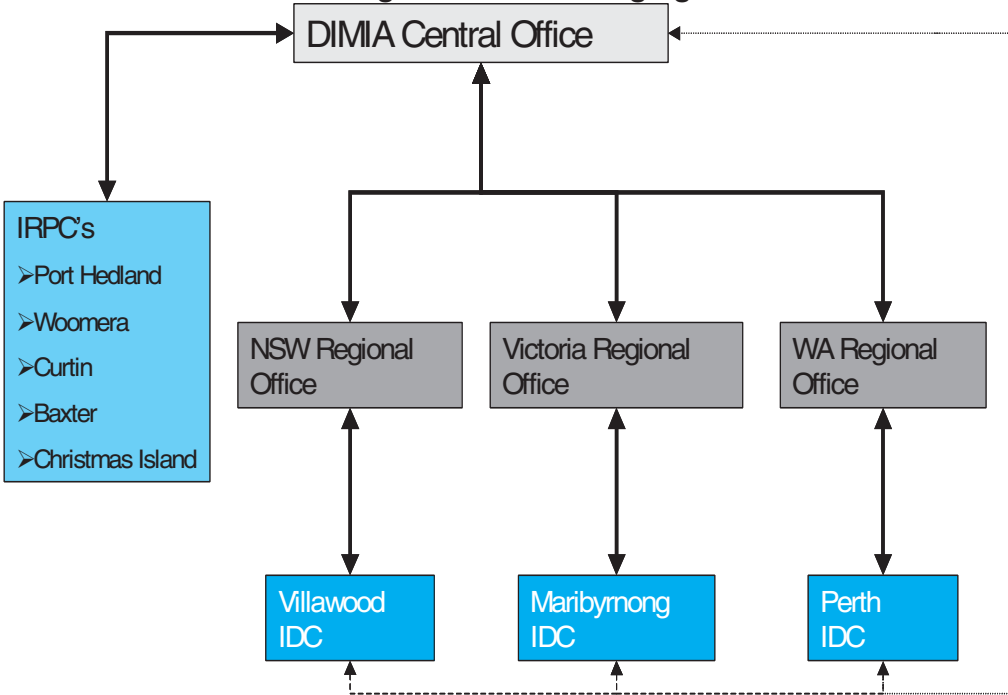 DIMIA Central Office
IRPC's
➢Port Hedland
➢Woomera
➢Curtin
➢Baxter
➢Christmas Island
NSW Regional
Office
Victoria Regional
Office
WA Regional
Office
Villawood
IDC
Maribyrnong
IDC
Perth
IDC